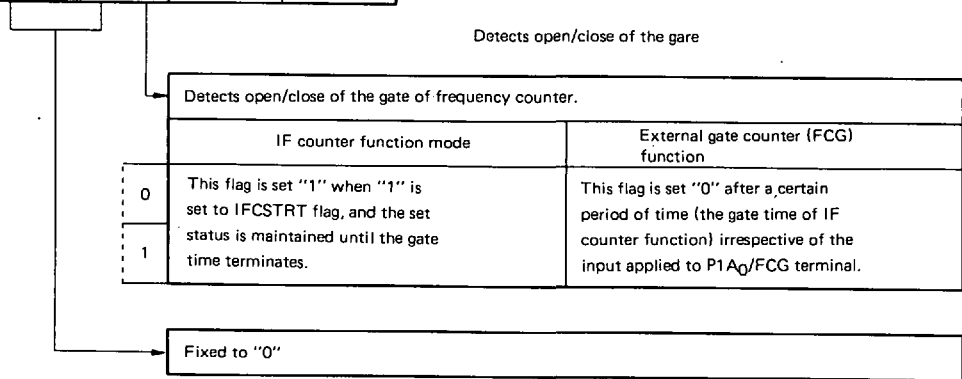 Detects open/close of the gare
Detects open/close of the gate of frequency counter.
IF counter function mode
External gate counter (FCG)
function
0
1
This flag is set "1" when "1" is
set to IFCSTRT flag, and the set
status is maintained until the gate
time terminates.
This flag is set "0" after a certain
period of time (the gate time of IF
counter function) irrespective of the
input applied to P1A0/FCG terminal.
Fixed to "0"